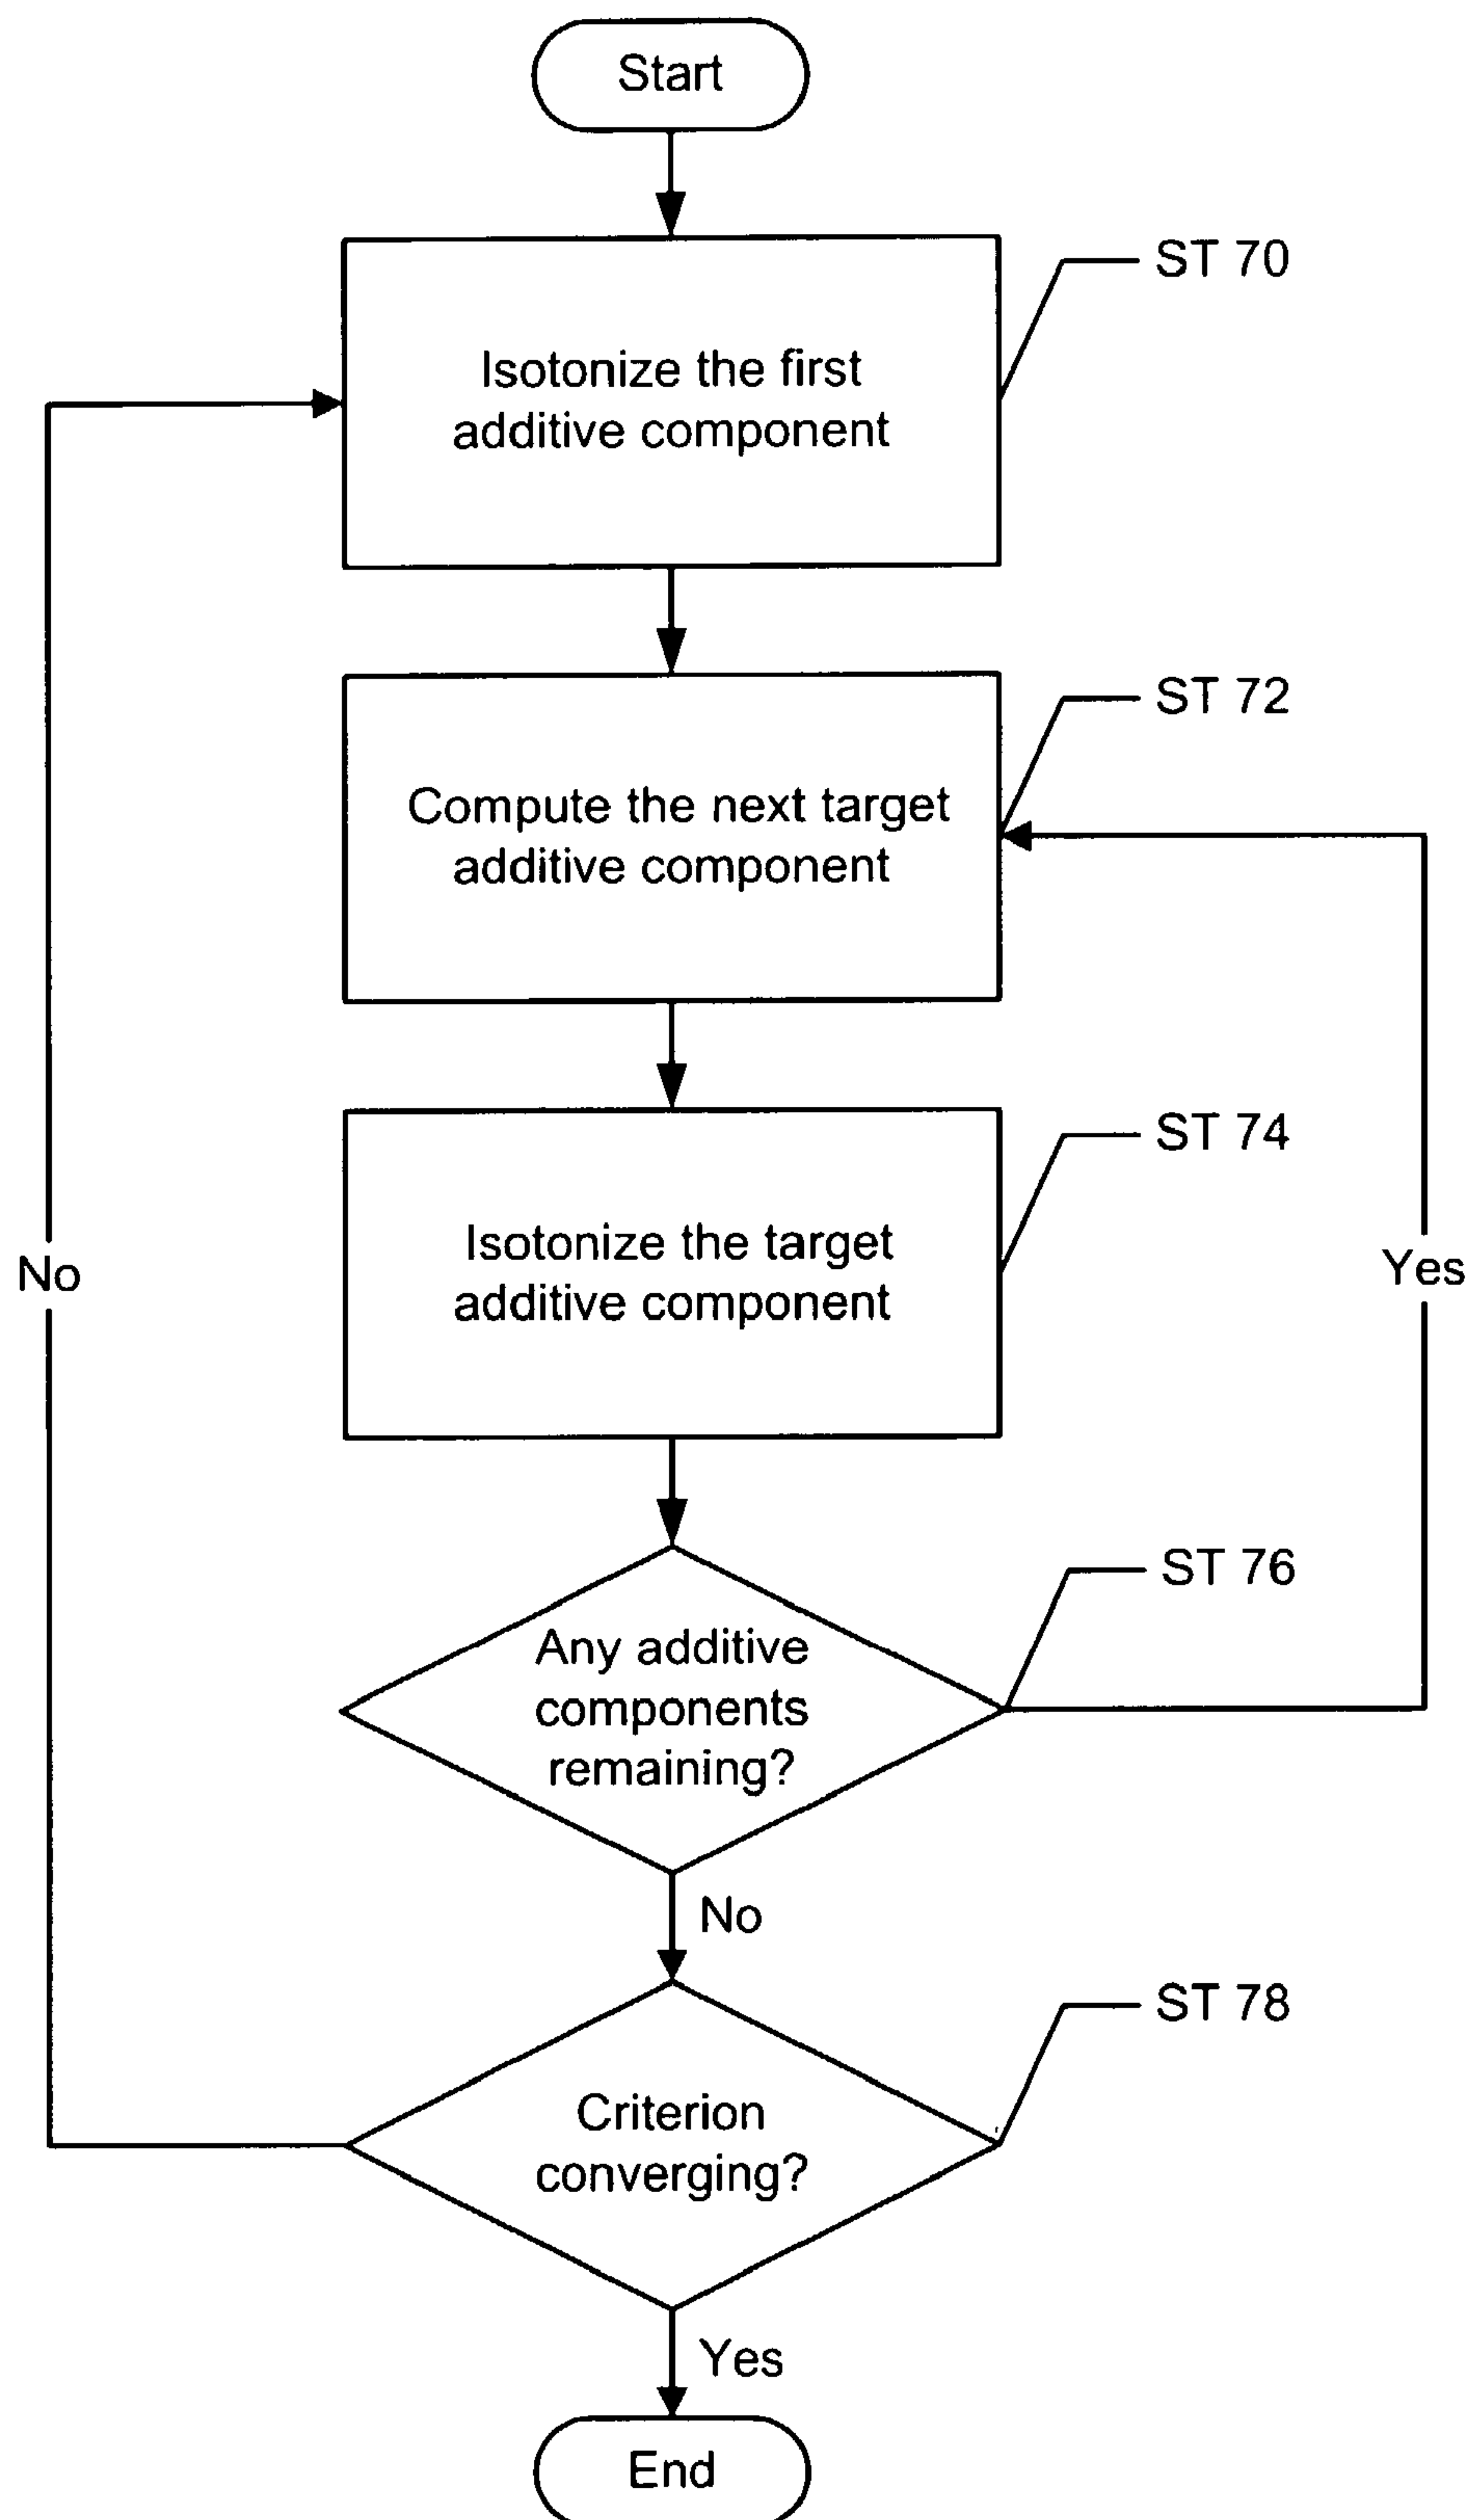 Start
ST 70
Isotonize the first
additive component
ST 72
Compute the next target
additive component
ST 74
Isotonize the target
additive component
No
Yes
ST 76
Any additive
components
remaining?
No
ST 78
Criterion
converging?
Yes
End